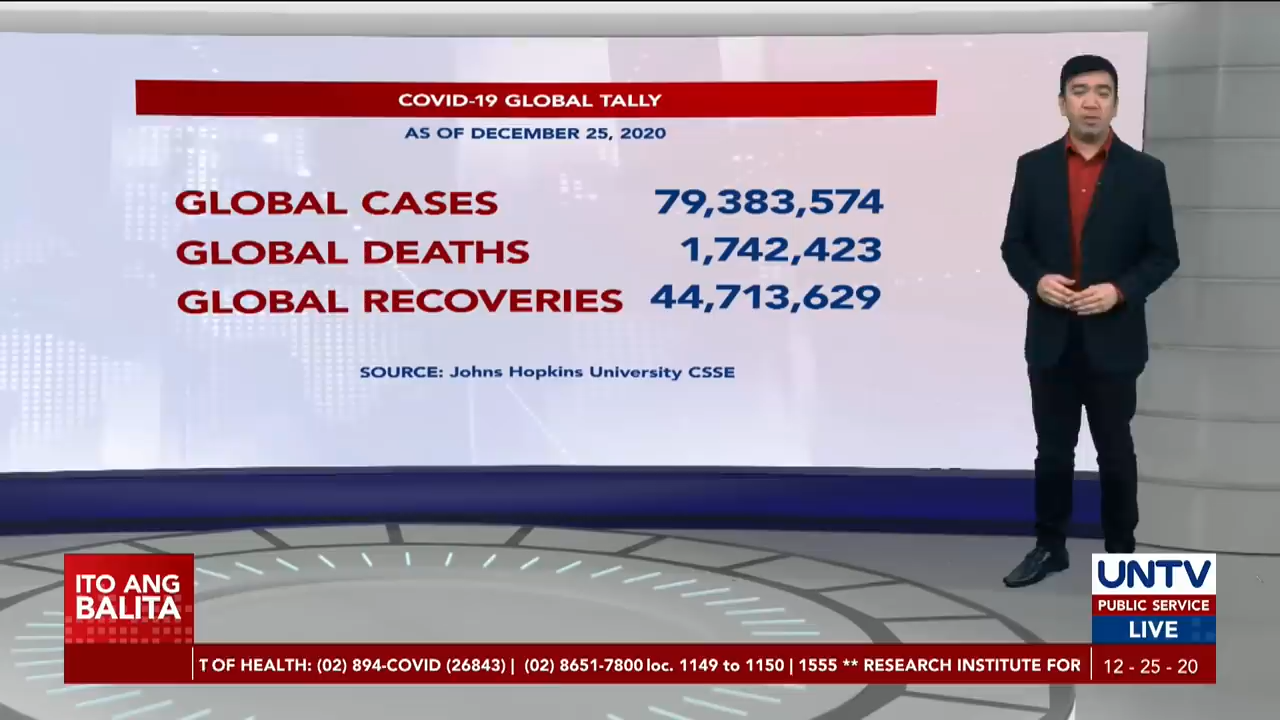 COVID-19 GLOBAL TALLY
AS OF DECEMBER 25, 2020
GLOBAL CASES 79,383,574
GLOBAL DEATHS 1,742,423
GLOBAL RECOVERIES 44,713,629
SOURCE: Johns Hopkins University CSSE
ITO ANG
BALITA
UNTV
PUBLIC SERVICE
LIVE
T OF HEALTH: (02) 894-COVID (26843) | (02) 8651-7800 loc. 1149 to 1150 | 1555 ** RESEARCH INSTITUTE FOR
12 - 25 - 20